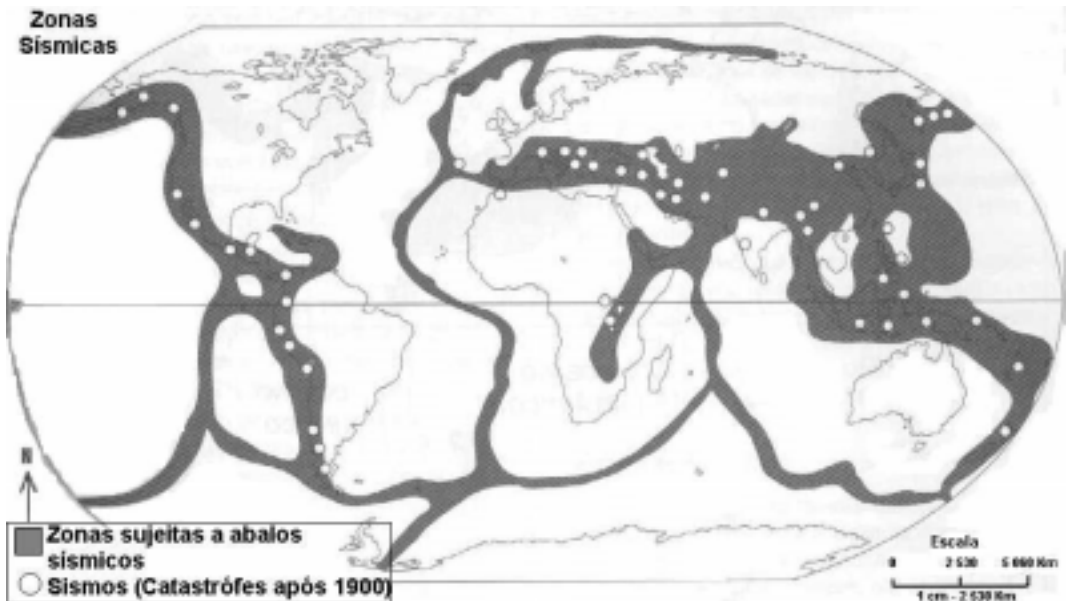 Zonas
Sísmicas
N
Zonas sujeitas a abalos
sísmicos
Sismos (Catastrófes após 1900)
Escala
0 2 530 5 060 Km
1 cm - 2 530 Km